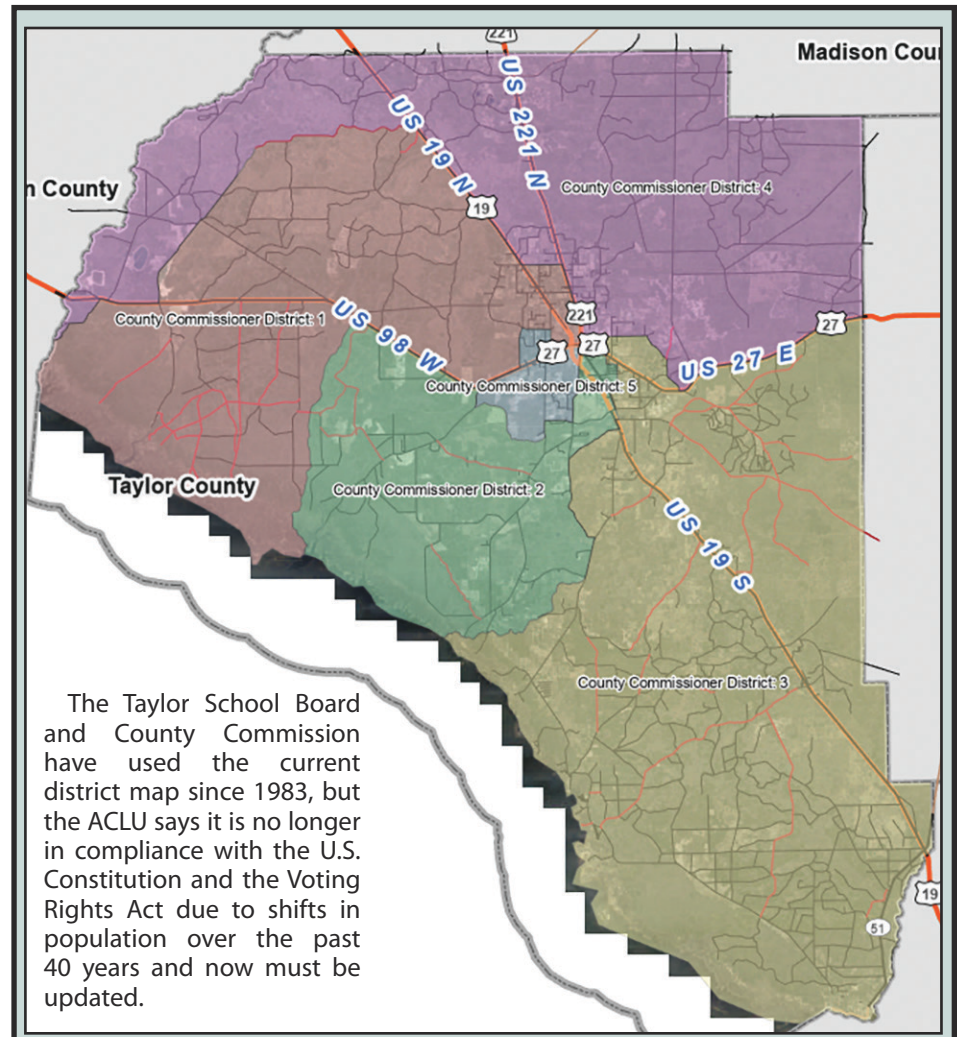 221
Madison Cou
US 221 N
US 19 N
n County
County Commissioner District: 4
19
221
27
County Commissioner District: 1
US 98 W
27
27
US 27 E
County Commissioner District: 5
Taylor County
County Commissioner District: 2
US 19 S
County Commissioner District: 3
The Taylor School Board
and County Commission
have used the current
district map since 1983, but
the ACLU says it is no longer
in compliance with the U.S.
Constitution and the Voting
Rights Act due to shifts in
population over the past
40 years and now must be
updated.
19
51